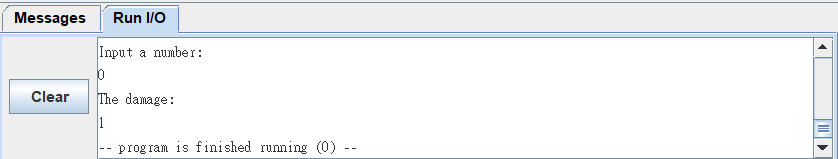 Messages Run I/O
Input a number:
0
Clear
The damage:
1
-- program is finished running (0) --